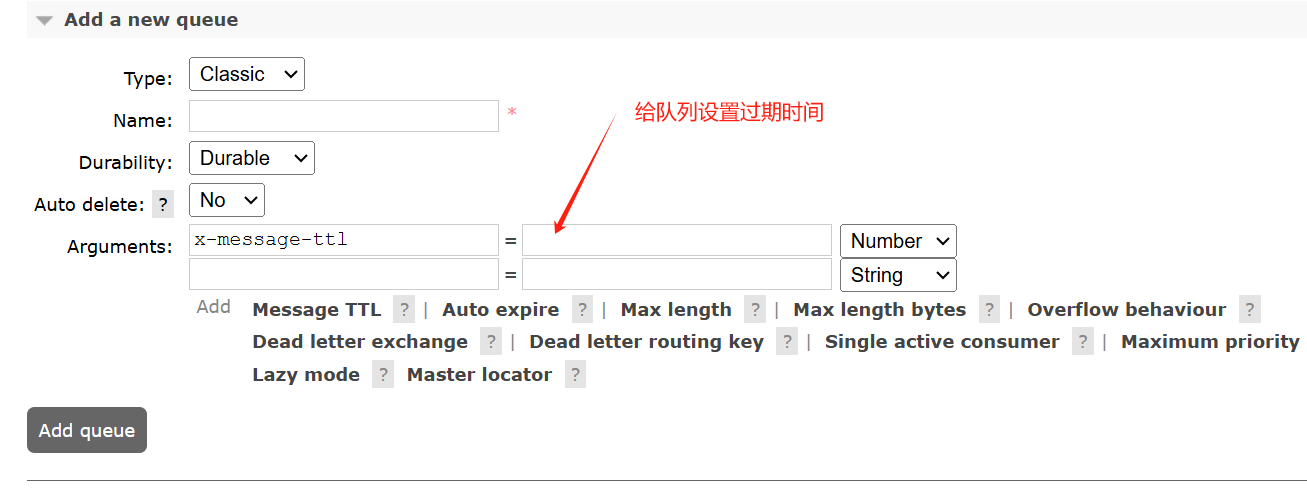 Add a new queue
Type: Classic
Name: *
给队列设置过期时间
Durability: Durable
Auto delete: ? No
Arguments: x-message-ttl = Number
= String
Add Message TTL ? | Auto expire ? | Max length ? | Max length bytes ? | Overflow behaviour ?
Dead letter exchange ? | Dead letter routing key ? | Single active consumer ? | Maximum priority
Lazy mode ? Master locator ?
Add queue